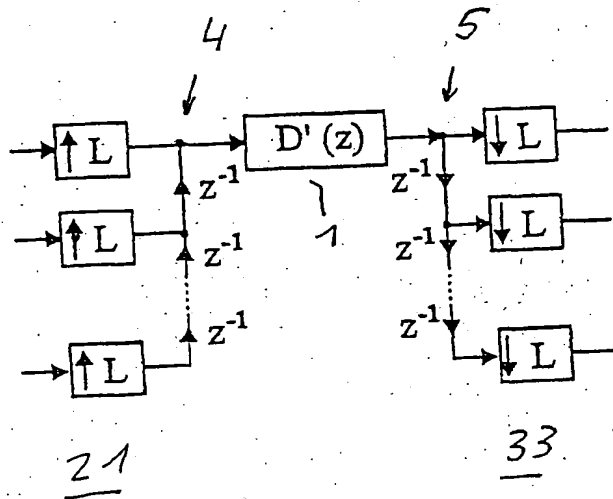 4 5
↑ L D' (z) ↓ L
z⁻¹ z⁻¹
1
↑ L ↓ L
z⁻¹ z⁻¹
z⁻¹ z⁻¹
↑ L ↓ L
21 33